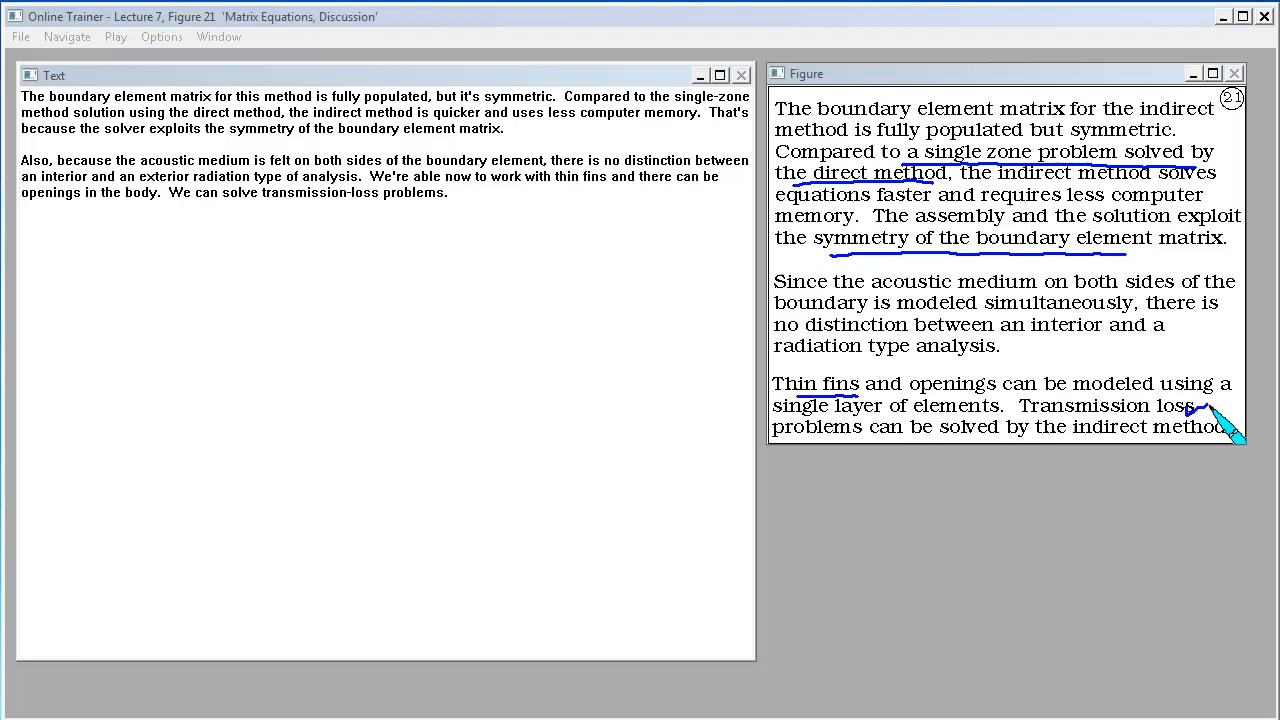 Online Trainer - Lecture 7, Figure 21 'Matrix Equations, Discussion'
File Navigate Play Options Window
Text
The boundary element matrix for this method is fully populated, but it's symmetric. Compared to the single-zone
method solution using the direct method, the indirect method is quicker and uses less computer memory. That's
because the solver exploits the symmetry of the boundary element matrix.
Also, because the acoustic medium is felt on both sides of the boundary element, there is no distinction between
an interior and an exterior radiation type of analysis. We're able now to work with thin fins and there can be
openings in the body. We can solve transmission-loss problems.
Figure
21
The boundary element matrix for the indirect
method is fully populated but symmetric.
Compared to a single zone problem solved by
the direct method, the indirect method solves
equations faster and requires less computer
memory. The assembly and the solution exploit
the symmetry of the boundary element matrix.
Since the acoustic medium on both sides of the
boundary is modeled simultaneously, there is
no distinction between an interior and a
radiation type analysis.
Thin fins and openings can be modeled using a
single layer of elements. Transmission loss
problems can be solved by the indirect method